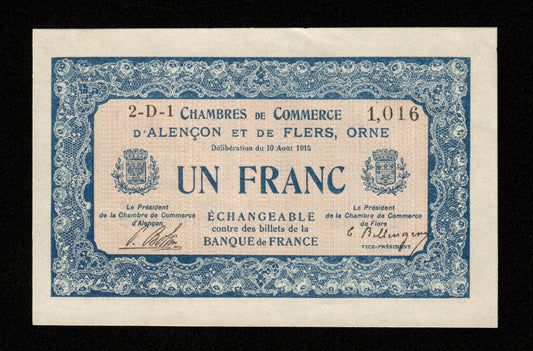 2-D-1 CHAMBRES DE COMMERCE 1,016
D'ALENÇON ET DE FLERS, ORNE
Délibération du 10 Août 1915
UN FRANC
Le Président
de la Chambre de Commerce
d'Alençon
ÉCHANGEABLE
contre des billets de la
BANQUE DE FRANCE
Le Président
de la Chambre de Commerce
de Flers
VICE-PRÉSIDENT